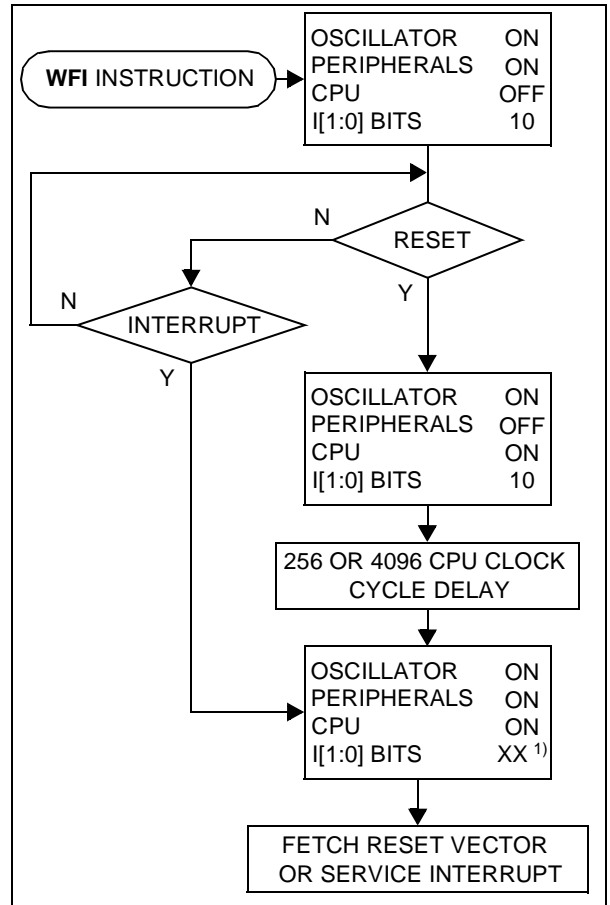 WFI INSTRUCTION
OSCILLATOR ON
PERIPHERALS ON
CPU OFF
I[1:0] BITS 10
N
RESET
Y
N
INTERRUPT
Y
OSCILLATOR ON
PERIPHERALS OFF
CPU ON
I[1:0] BITS 10
256 OR 4096 CPU CLOCK
CYCLE DELAY
OSCILLATOR ON
PERIPHERALS ON
CPU ON
I[1:0] BITS XX 1)
FETCH RESET VECTOR
OR SERVICE INTERRUPT